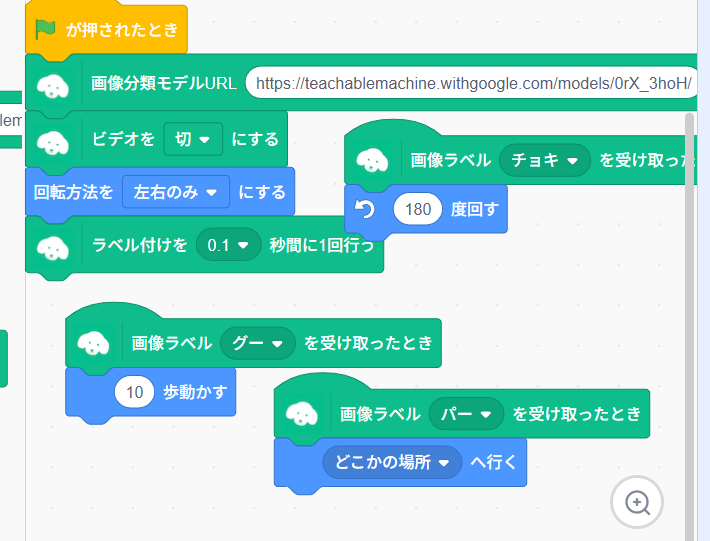 が押されたとき
画像分類モデルURL https://teachablemachine.withgoogle.com/models/0rX_3hoH/
lem
ビデオを 切 にする
画像ラベル チョキ を受け取った
回転方法を 左右のみ にする
180 度回す
ラベル付けを 0.1 秒間に1回行う
画像ラベル グー を受け取ったとき
10 歩動かす
画像ラベル パー を受け取ったとき
どこかの場所 へ行く